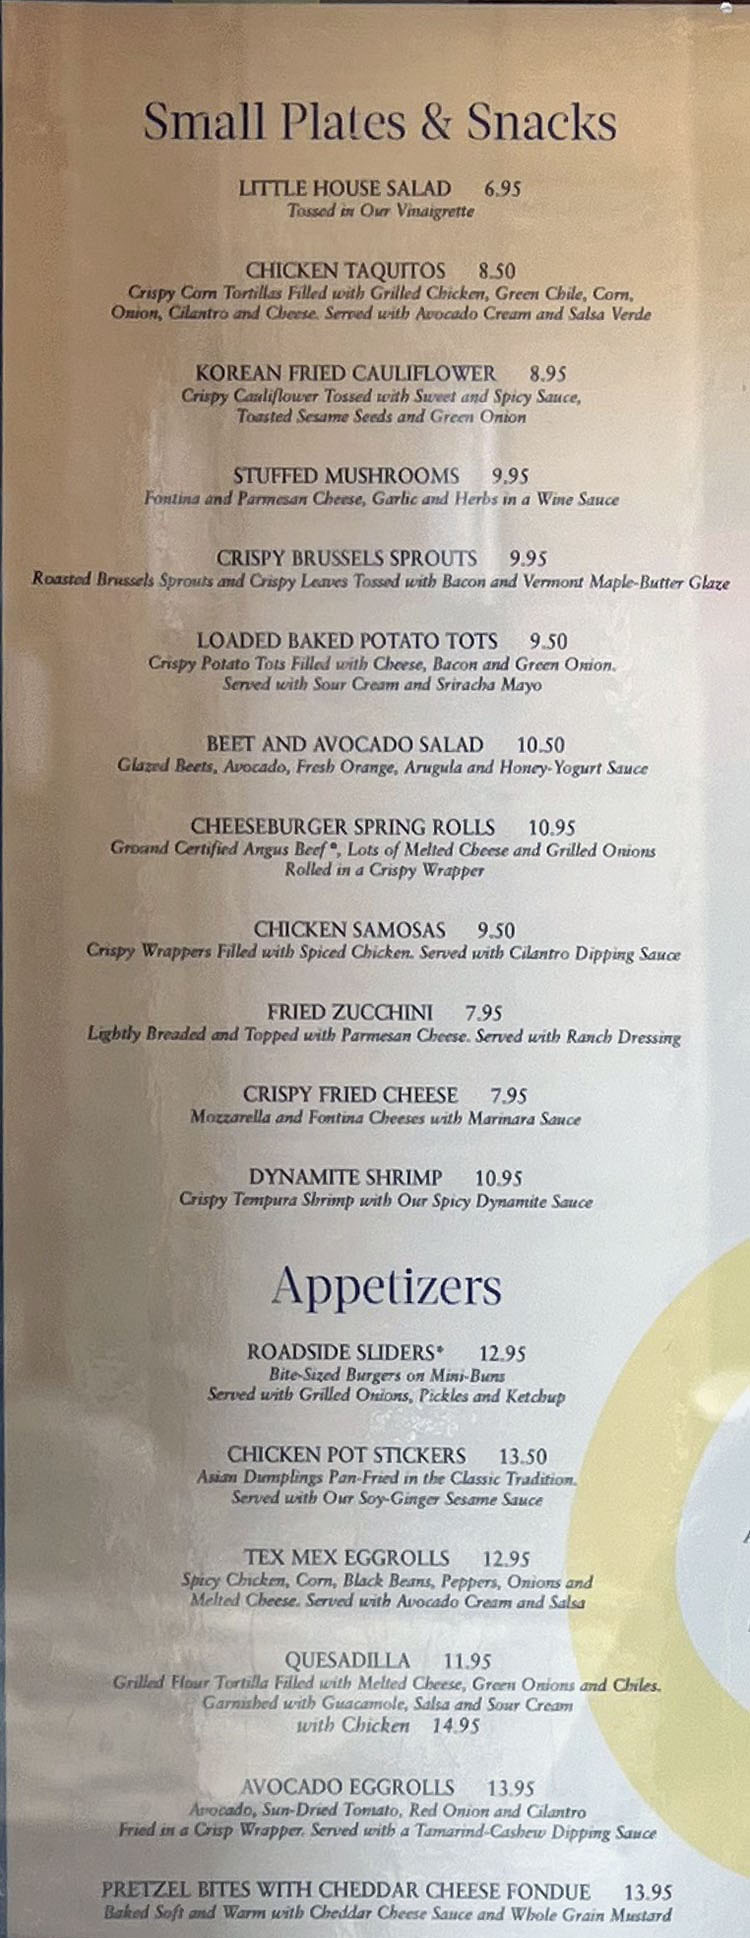 Small Plates & Snacks
LITTLE HOUSE SALAD 6.95
Tossed in Our Vinaigrette
CHICKEN TAQUITOS 8.50
Crispy Corn Tortillas Filled with Grilled Chicken, Green Chile, Corn,
Onion, Cilantro and Cheese. Served with Avocado Cream and Salsa Verde
KOREAN FRIED CAULIFLOWER 8.95
Crispy Cauliflower Tossed with Sweet and Spicy Sauce,
Toasted Sesame Seeds and Green Onion
STUFFED MUSHROOMS 9.95
Fontina and Parmesan Cheese, Garlic and Herbs in a Wine Sauce
CRISPY BRUSSELS SPROUTS 9.95
Roasted Brussels Sprouts and Crispy Leaves Tossed with Bacon and Vermont Maple-Butter Glaze
LOADED BAKED POTATO TOTS 9.50
Crispy Potato Tots Filled with Cheese, Bacon and Green Onion.
Served with Sour Cream and Sriracha Mayo
BEET AND AVOCADO SALAD 10.50
Glazed Beets, Avocado, Fresh Orange, Arugula and Honey-Yogurt Sauce
CHEESEBURGER SPRING ROLLS 10.95
Ground Certified Angus Beef®, Lots of Melted Cheese and Grilled Onions
Rolled in a Crispy Wrapper
CHICKEN SAMOSAS 9.50
Crispy Wrappers Filled with Spiced Chicken. Served with Cilantro Dipping Sauce
FRIED ZUCCHINI 7.95
Lightly Breaded and Topped with Parmesan Cheese. Served with Ranch Dressing
CRISPY FRIED CHEESE 7.95
Mozzarella and Fontina Cheeses with Marinara Sauce
DYNAMITE SHRIMP 10.95
Crispy Tempura Shrimp with Our Spicy Dynamite Sauce
Appetizers
ROADSIDE SLIDERS* 12.95
Bite-Sized Burgers on Mini-Buns
Served with Grilled Onions, Pickles and Ketchup
CHICKEN POT STICKERS 13.50
Asian Dumplings Pan-Fried in the Classic Tradition.
Served with Our Soy-Ginger Sesame Sauce
TEX MEX EGGROLLS 12.95
Spicy Chicken, Corn, Black Beans, Peppers, Onions and
Melted Cheese. Served with Avocado Cream and Salsa
QUESADILLA 11.95
Grilled Flour Tortilla Filled with Melted Cheese, Green Onions and Chiles.
Garnished with Guacamole, Salsa and Sour Cream
with Chicken 14.95
AVOCADO EGGROLLS 13.95
Avocado, Sun-Dried Tomato, Red Onion and Cilantro
Fried in a Crisp Wrapper. Served with a Tamarind-Cashew Dipping Sauce
PRETZEL BITES WITH CHEDDAR CHEESE FONDUE 13.95
Baked Soft and Warm with Cheddar Cheese Sauce and Whole Grain Mustard